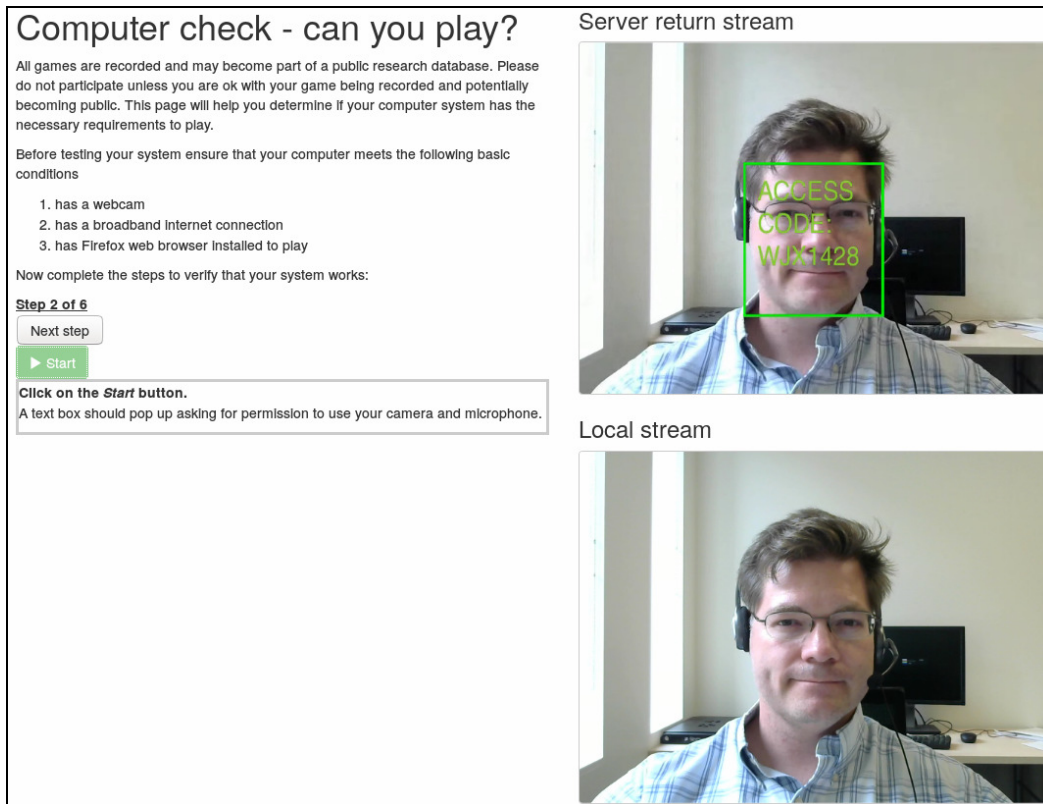 Computer check - can you play?
All games are recorded and may become part of a public research database. Please
do not participate unless you are ok with your game being recorded and potentially
becoming public. This page will help you determine if your computer system has the
necessary requirements to play.
Before testing your system ensure that your computer meets the following basic
conditions
1. has a webcam
2. has a broadband internet connection
3. has Firefox web browser installed to play
Now complete the steps to verify that your system works:
Step 2 of 6
Next step
▶ Start
Click on the Start button.
A text box should pop up asking for permission to use your camera and microphone.
Server return stream
ACCESS
CODE:
WJX1428
Local stream